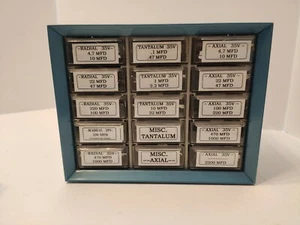 RADIAL 35V
4.7 MFD
10 MFD
TANTALUM 35V
.1 MFD
.47 MFD
AXIAL 35V
4.7 MFD
10 MFD
RADIAL 35V
22 MFD
47 MFD
TANTALUM 35V
1 MFD
2.2 MFD
AXIAL 35V
22 MFD
47 MFD
RADIAL 35V
100 MFD
220 MFD
TANTALUM 35V
10 MFD
22 MFD
AXIAL 35V
100 MFD
220 MFD
RADIAL
MISC.
TANTALUM
AXIAL 35V
470 MFD
1000 MFD
RADIAL 35V
470 MFD
1000 MFD
MISC.
AXIAL
AXIAL 35V
2200 MFD